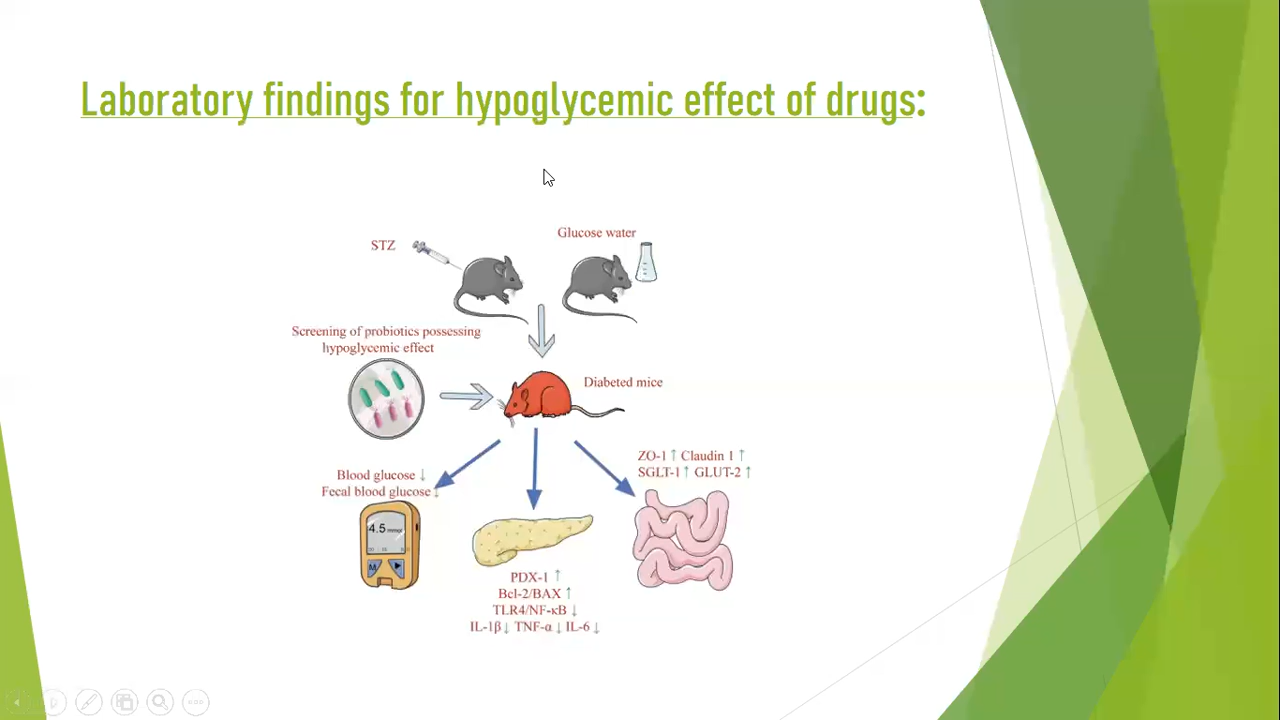 Laboratory findings for hypoglycemic effect of drugs:
STZ
Glucose water
Screening of probiotics possessing
hypoglycemic effect
Diabeted mice
Blood glucose ↓
Fecal blood glucose ↓
4.5 mmol
M
ZO-1 ↑ Claudin 1 ↑
SGLT-1 ↑ GLUT-2 ↑
PDX-1 ↑
Bcl-2/BAX ↑
TLR4/NF-κB ↓
IL-1β ↓ TNF-α ↓ IL-6 ↓